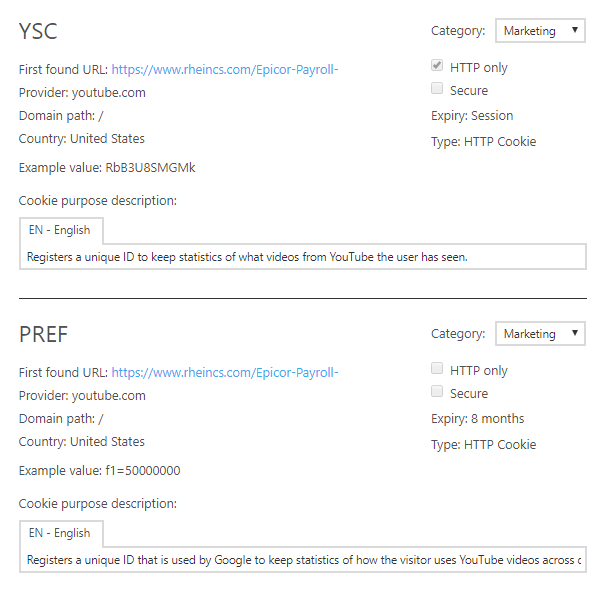 YSC
Category: Marketing
First found URL: https://www.rheincs.com/Epicor-Payroll-
HTTP only
Provider: youtube.com
Secure
Domain path: /
Expiry: Session
Country: United States
Type: HTTP Cookie
Example value: RbB3U8SMGMk
Cookie purpose description:
EN - English
Registers a unique ID to keep statistics of what videos from YouTube the user has seen.
PREF
Category: Marketing
First found URL: https://www.rheincs.com/Epicor-Payroll-
HTTP only
Provider: youtube.com
Secure
Domain path: /
Expiry: 8 months
Country: United States
Type: HTTP Cookie
Example value: f1=50000000
Cookie purpose description:
EN - English
Registers a unique ID that is used by Google to keep statistics of how the visitor uses YouTube videos across